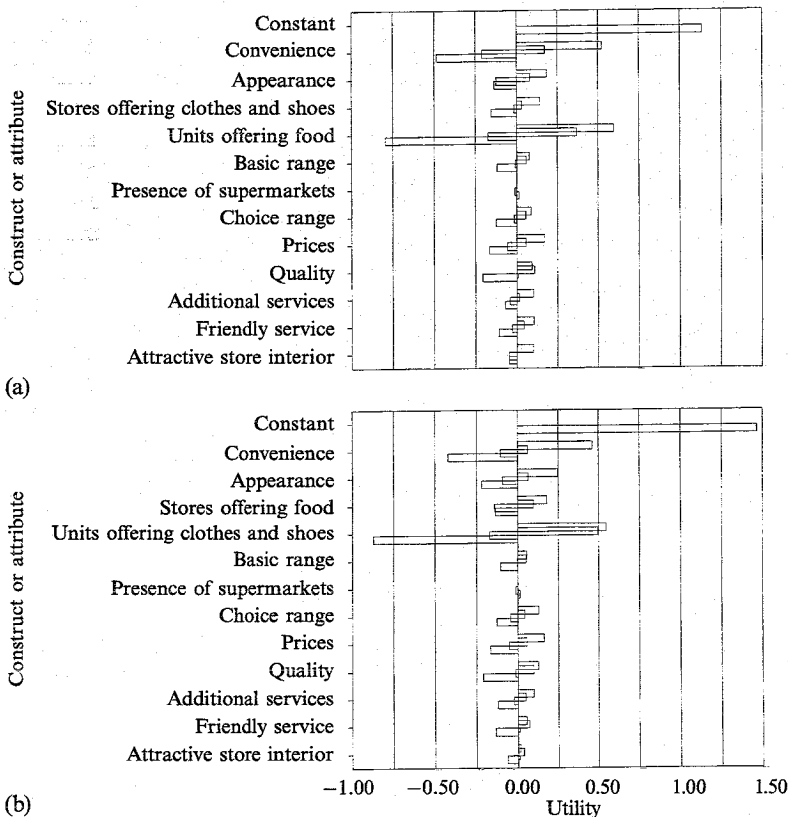 Construct or attribute
Constant
Convenience
Appearance
Stores offering clothes and shoes
Units offering food
Basic range
Presence of supermarkets
Choice range
Prices
Quality
Additional services
Friendly service
Attractive store interior
(a)
Construct or attribute
Constant
Convenience
Appearance
Stores offering food
Units offering clothes and shoes
Basic range
Presence of supermarkets
Choice range
Prices
Quality
Additional services
Friendly service
Attractive store interior
(b)
−1.00 −0.50 0.00 0.50 1.00 1.50
Utility